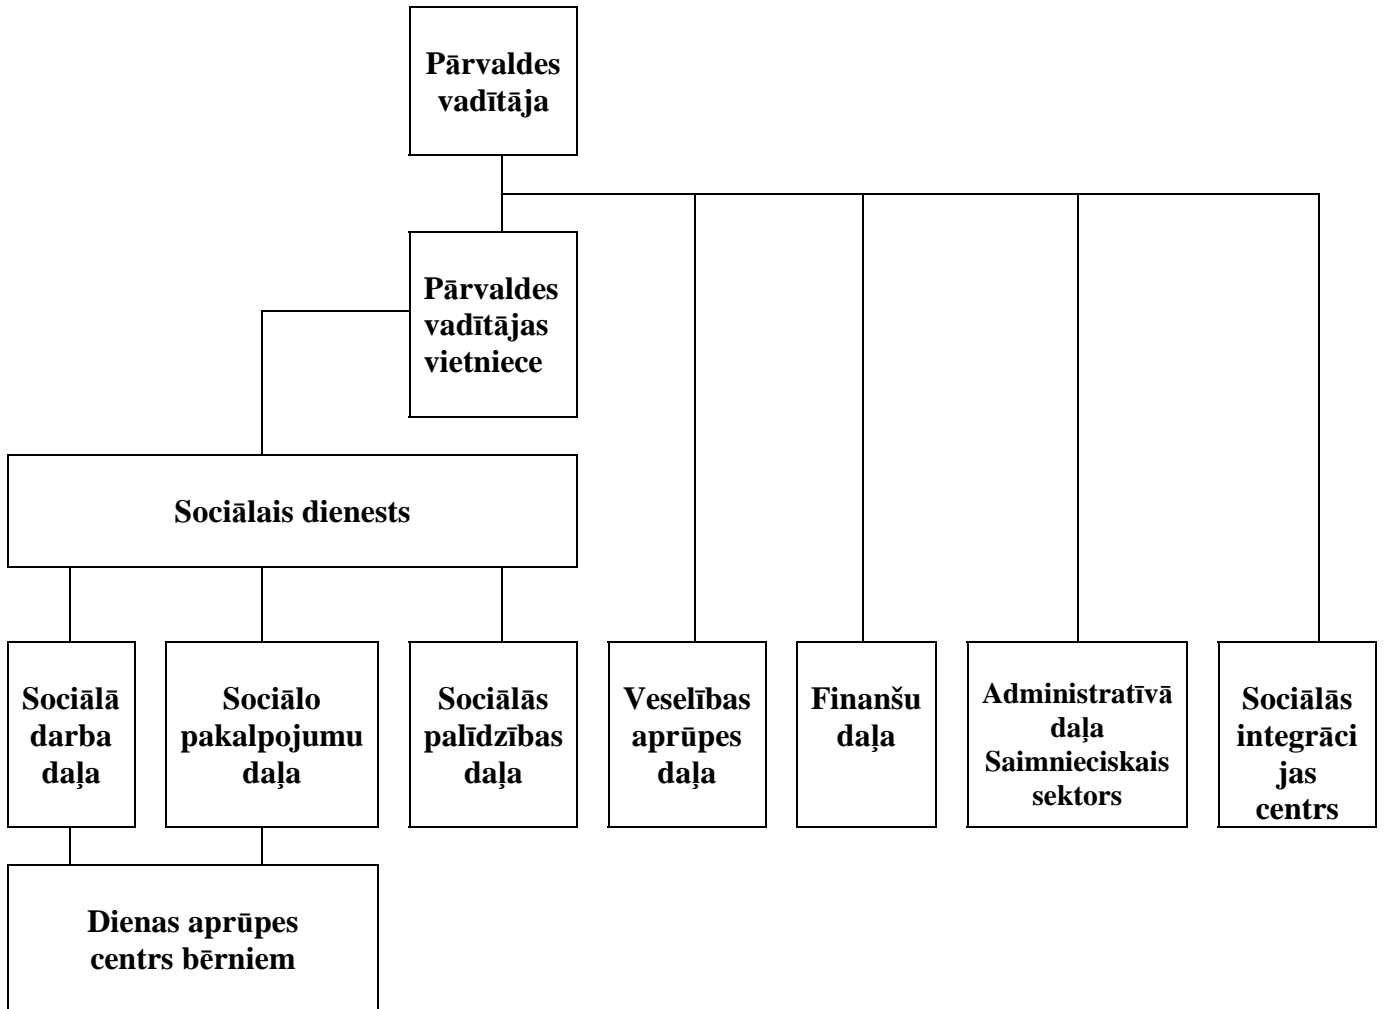 Pārvaldes
vadītāja
Pārvaldes
vadītājas
vietniece
Sociālais dienests
Sociālā
darba
daļa
Sociālo
pakalpojumu
daļa
Sociālās
palīdzības
daļa
Veselības
aprūpes
daļa
Finanšu
daļa
Administratīvā
daļa
Saimnieciskais
sektors
Sociālās
integrāci
jas
centrs
Dienas aprūpes
centrs bērniem